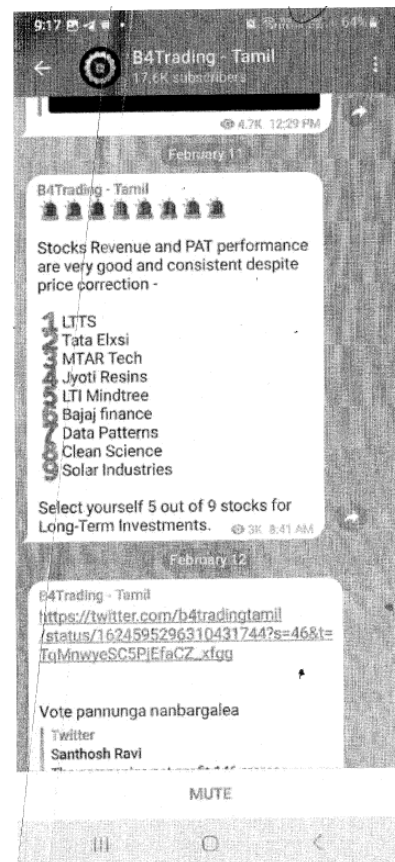 9:17
64%
B4Trading - Tamil
17.6K subscribers
4.7K 12:29 PM
February 11
B4Trading - Tamil
Stocks Revenue and PAT performance
are very good and consistent despite
price correction -
LTTS
Tata Elxsi
MTAR Tech
Jyoti Resins
LTI Mindtree
Bajaj finance
Data Patterns
Clean Science
Solar Industries
Select yourself 5 out of 9 stocks for
Long-Term Investments. 3K 8:41 AM
February 12
B4Trading - Tamil
https://twitter.com/b4tradingtamil
/status/1624595296310431744?s=46&t=
TqMnwyeSC5PjEfaCZ_xfgg
Vote pannunga nanbargalea
Twitter
Santhosh Ravi
MUTE